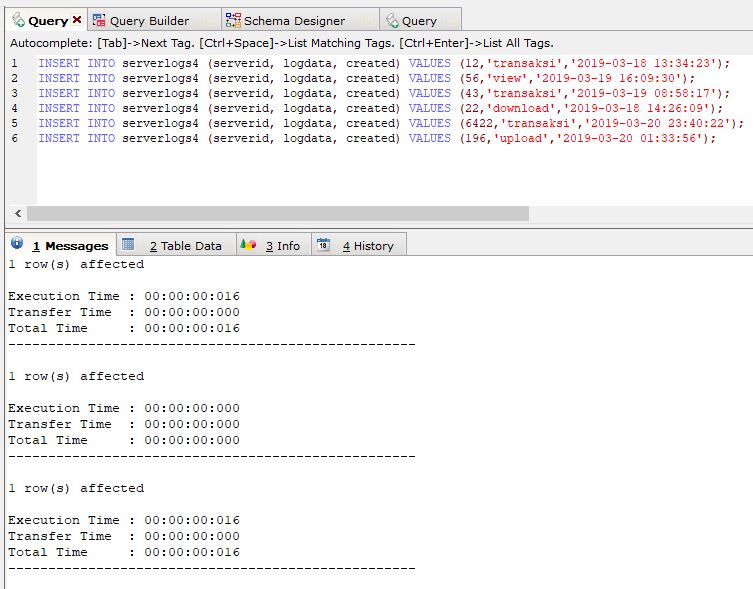 Query Query Builder Schema Designer Query
Autocomplete: [Tab]->Next Tag. [Ctrl+Space]->List Matching Tags. [Ctrl+Enter]->List All Tags.
1 INSERT INTO serverlogs4 (serverid, logdata, created) VALUES (12,'transaksi','2019-03-18 13:34:23');
2 INSERT INTO serverlogs4 (serverid, logdata, created) VALUES (56,'view','2019-03-19 16:09:30');
3 INSERT INTO serverlogs4 (serverid, logdata, created) VALUES (43,'transaksi','2019-03-19 08:58:17');
4 INSERT INTO serverlogs4 (serverid, logdata, created) VALUES (22,'download','2019-03-18 14:26:09');
5 INSERT INTO serverlogs4 (serverid, logdata, created) VALUES (6422,'transaksi','2019-03-20 23:40:22');
6 INSERT INTO serverlogs4 (serverid, logdata, created) VALUES (196,'upload','2019-03-20 01:33:56');
1 Messages 2 Table Data 3 Info 18 4 History
1 row(s) affected
Execution Time : 00:00:00:016
Transfer Time : 00:00:00:000
Total Time : 00:00:00:016
---------------------------------------------------
1 row(s) affected
Execution Time : 00:00:00:000
Transfer Time : 00:00:00:000
Total Time : 00:00:00:000
---------------------------------------------------
1 row(s) affected
Execution Time : 00:00:00:016
Transfer Time : 00:00:00:000
Total Time : 00:00:00:016
---------------------------------------------------